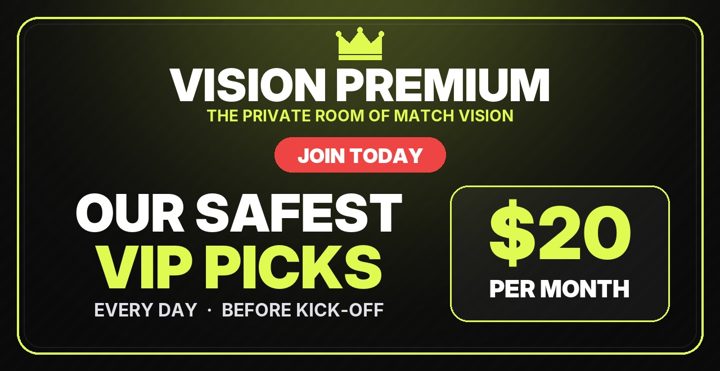 VISION PREMIUM
THE PRIVATE ROOM OF MATCH VISION
JOIN TODAY
OUR SAFEST
VIP PICKS
EVERY DAY · BEFORE KICK-OFF
$20
PER MONTH